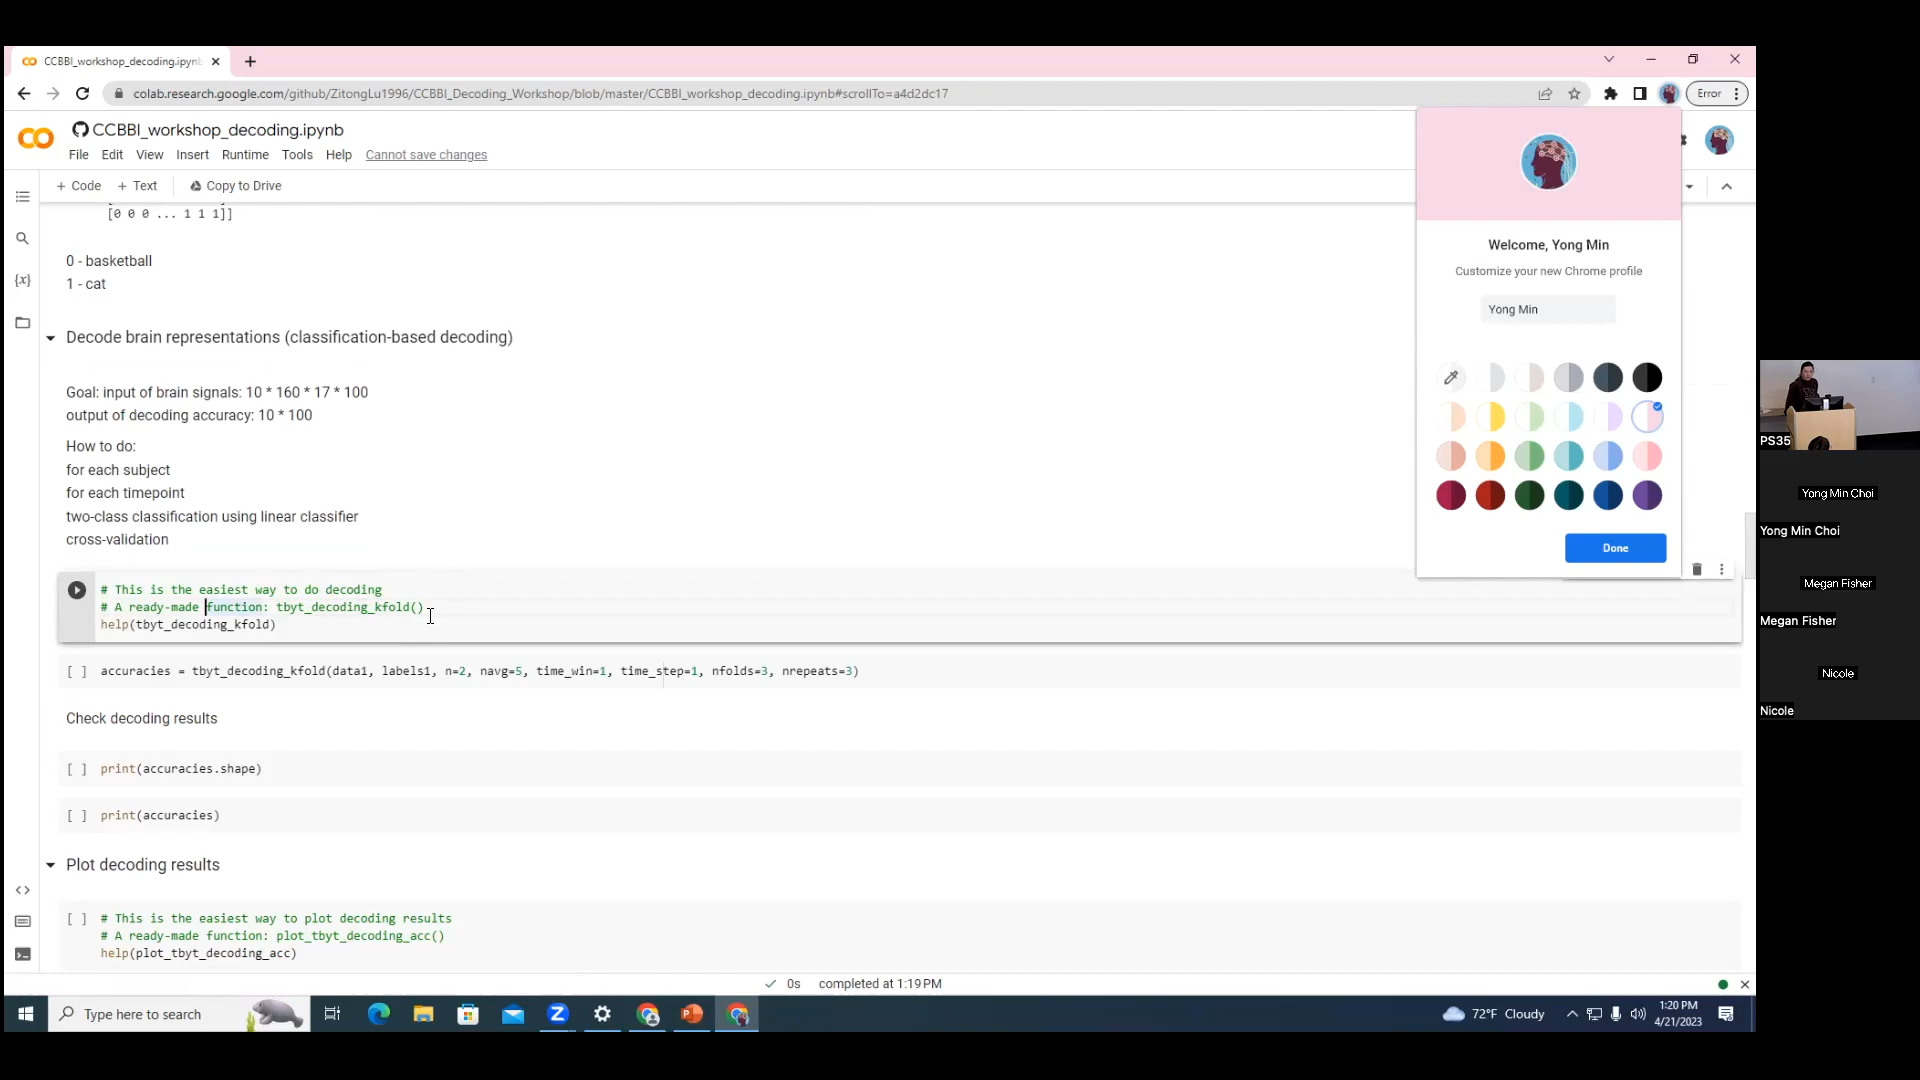 CCBBI_workshop_decoding.ipynb
colab.research.google.com/github/ZitongLu1996/CCBBI_Decoding_Workshop/blob/master/CCBBI_workshop_decoding.ipynb#scrollTo=a4d2dc17
Error
CCBBI_workshop_decoding.ipynb
File Edit View Insert Runtime Tools Help Cannot save changes
+ Code + Text Copy to Drive
[0 0 0 ... 1 1 1]]
0 - basketball
1 - cat
Decode brain representations (classification-based decoding)
Goal: input of brain signals: 10 * 160 * 17 * 100
output of decoding accuracy: 10 * 100
How to do:
for each subject
for each timepoint
two-class classification using linear classifier
cross-validation
# This is the easiest way to do decoding
# A ready-made function: tbyt_decoding_kfold()
help(tbyt_decoding_kfold)
[ ] accuracies = tbyt_decoding_kfold(data1, labels1, n=2, navg=5, time_win=1, time_step=1, nfolds=3, nrepeats=3)
Check decoding results
[ ] print(accuracies.shape)
[ ] print(accuracies)
Plot decoding results
[ ] # This is the easiest way to plot decoding results
# A ready-made function: plot_tbyt_decoding_acc()
help(plot_tbyt_decoding_acc)
0s completed at 1:19 PM
Welcome, Yong Min
Customize your new Chrome profile
Yong Min
Done
PS35
Yong Min Choi
Yong Min Choi
Megan Fisher
Megan Fisher
Nicole
Nicole
Type here to search
72°F Cloudy
1:20 PM
4/21/2023